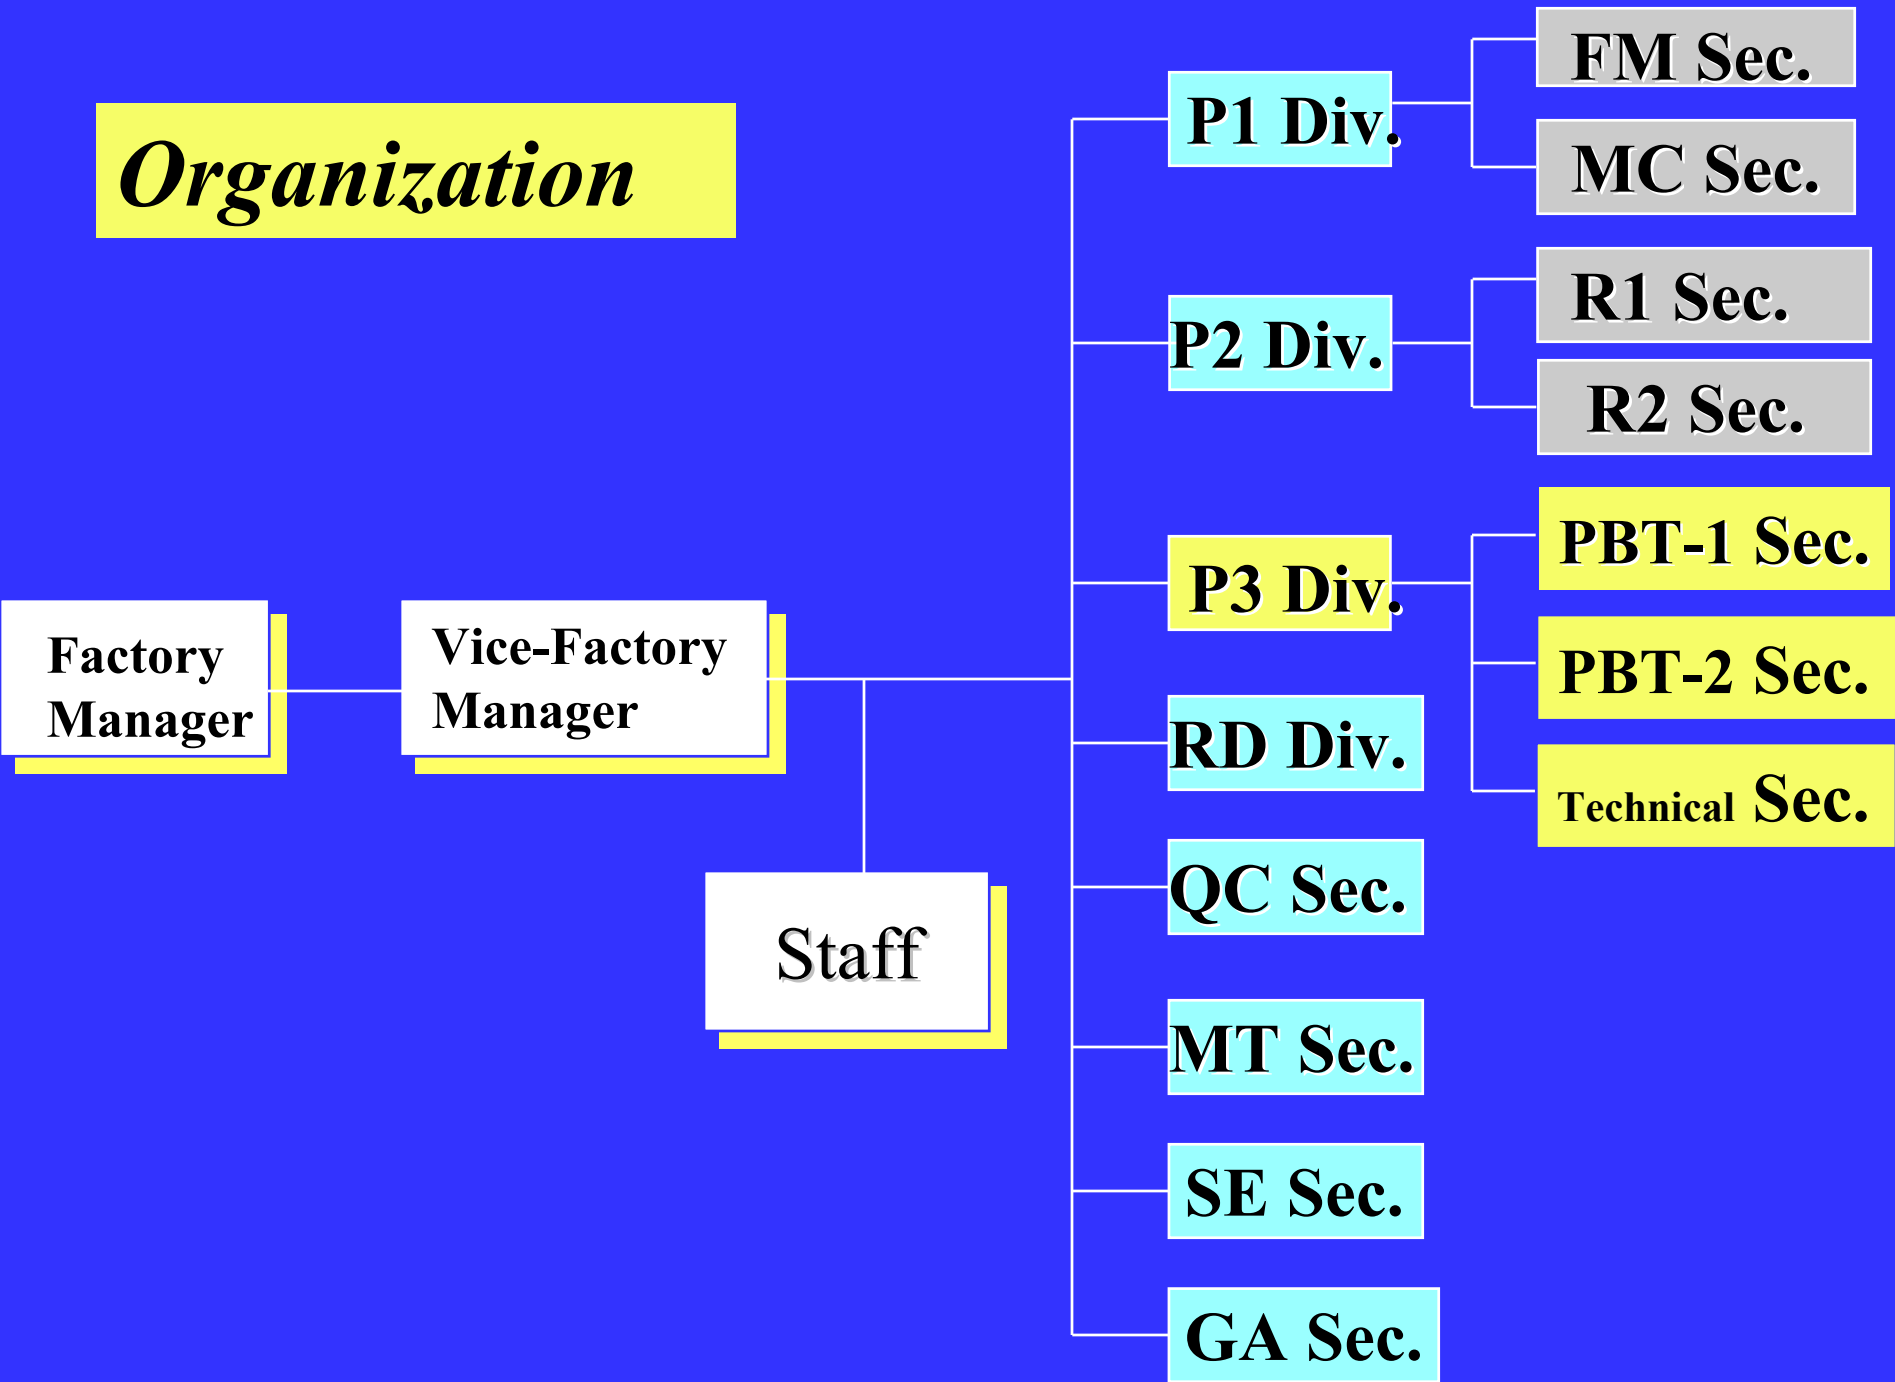 Organization
Factory
Manager
Vice-Factory
Manager
Staff
P1 Div.
FM Sec.
MC Sec.
P2 Div.
R1 Sec.
R2 Sec.
P3 Div.
PBT-1 Sec.
PBT-2 Sec.
Technical Sec.
RD Div.
QC Sec.
MT Sec.
SE Sec.
GA Sec.